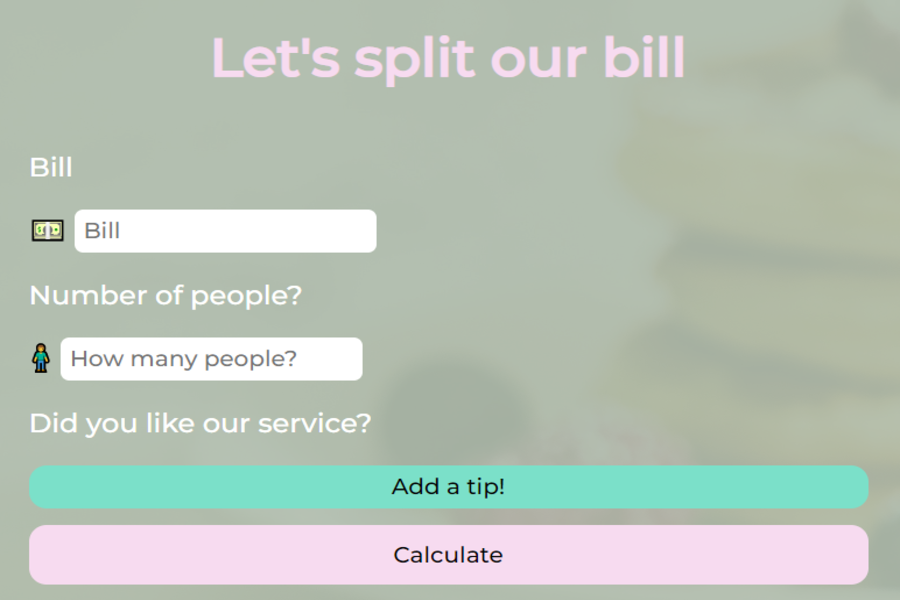 Let's split our bill
Bill
Bill
Number of people?
How many people?
Did you like our service?
Add a tip!
Calculate